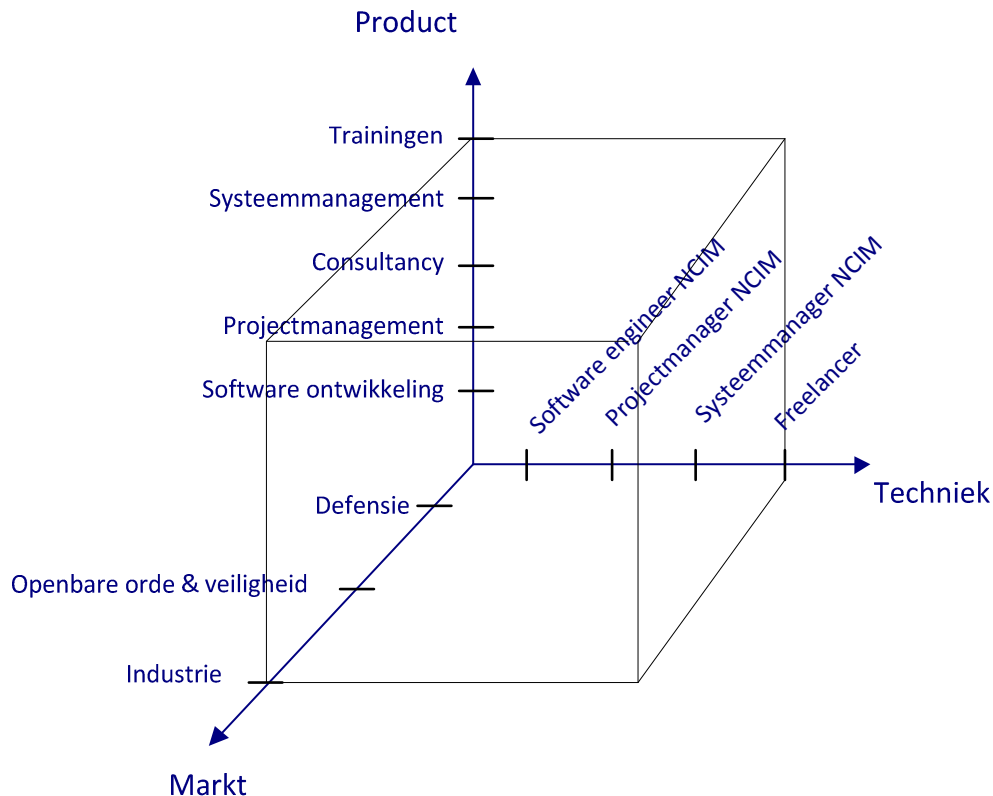 Product
Trainingen
Systeemmanagement
Consultancy
Projectmanagement
Software ontwikkeling
Software engineer NCIM
Projectmanager NCIM
Systeemmanager NCIM
Freelancer
Techniek
Defensie
Openbare orde & veiligheid
Industrie
Markt